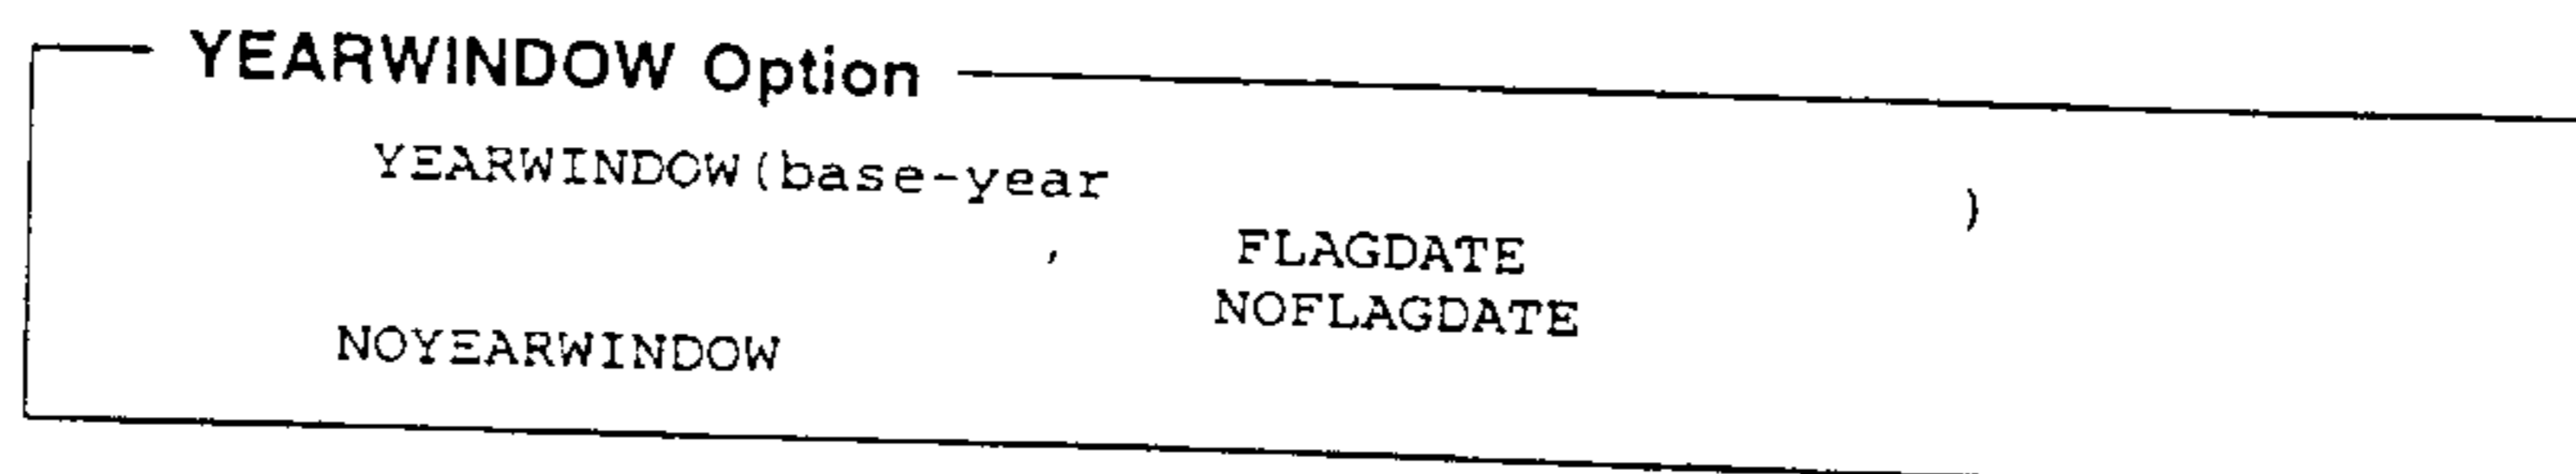 YEARWINDOW Option
YEARWINDOW(base-year )
, FLAGDATE
NOFLAGDATE
NOYEARWINDOW